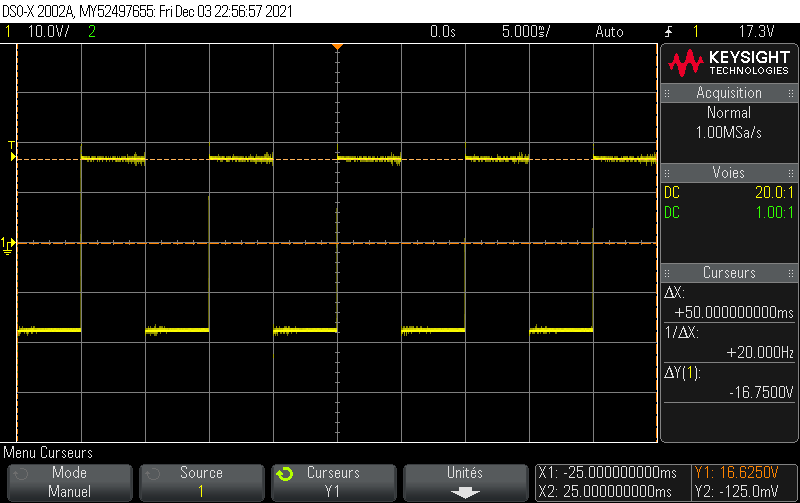 DSO-X 2002A, MY52497655: Fri Dec 03 22:56:57 2021
1 10.0V/ 2 0.0s 5.000ms/ Auto 1 17.3V
T
1
KEYSIGHT
TECHNOLOGIES
Acquisition
Normal
1.00MSa/s
Voies
DC 20.0:1
DC 1.00:1
Curseurs
ΔX:
+50.000000000ms
1/ΔX:
+20.000Hz
ΔY(1):
-16.7500V
Menu Curseurs
Mode
Manuel
Source
1
Curseurs
Y1
Unités
X1: -25.000000000ms
X2: 25.000000000ms
Y1: 16.6250V
Y2: -125.0mV